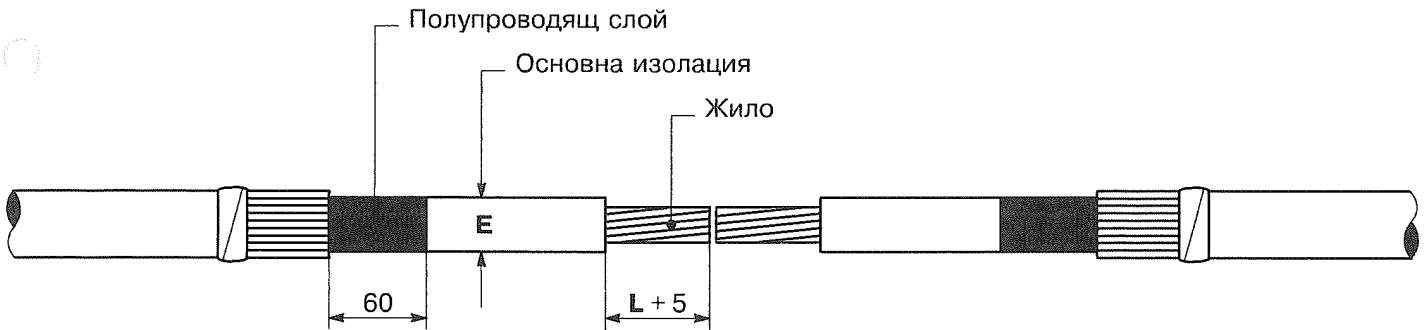 Полупроводящ слой
Основна изолация
Жило
E
60
L + 5